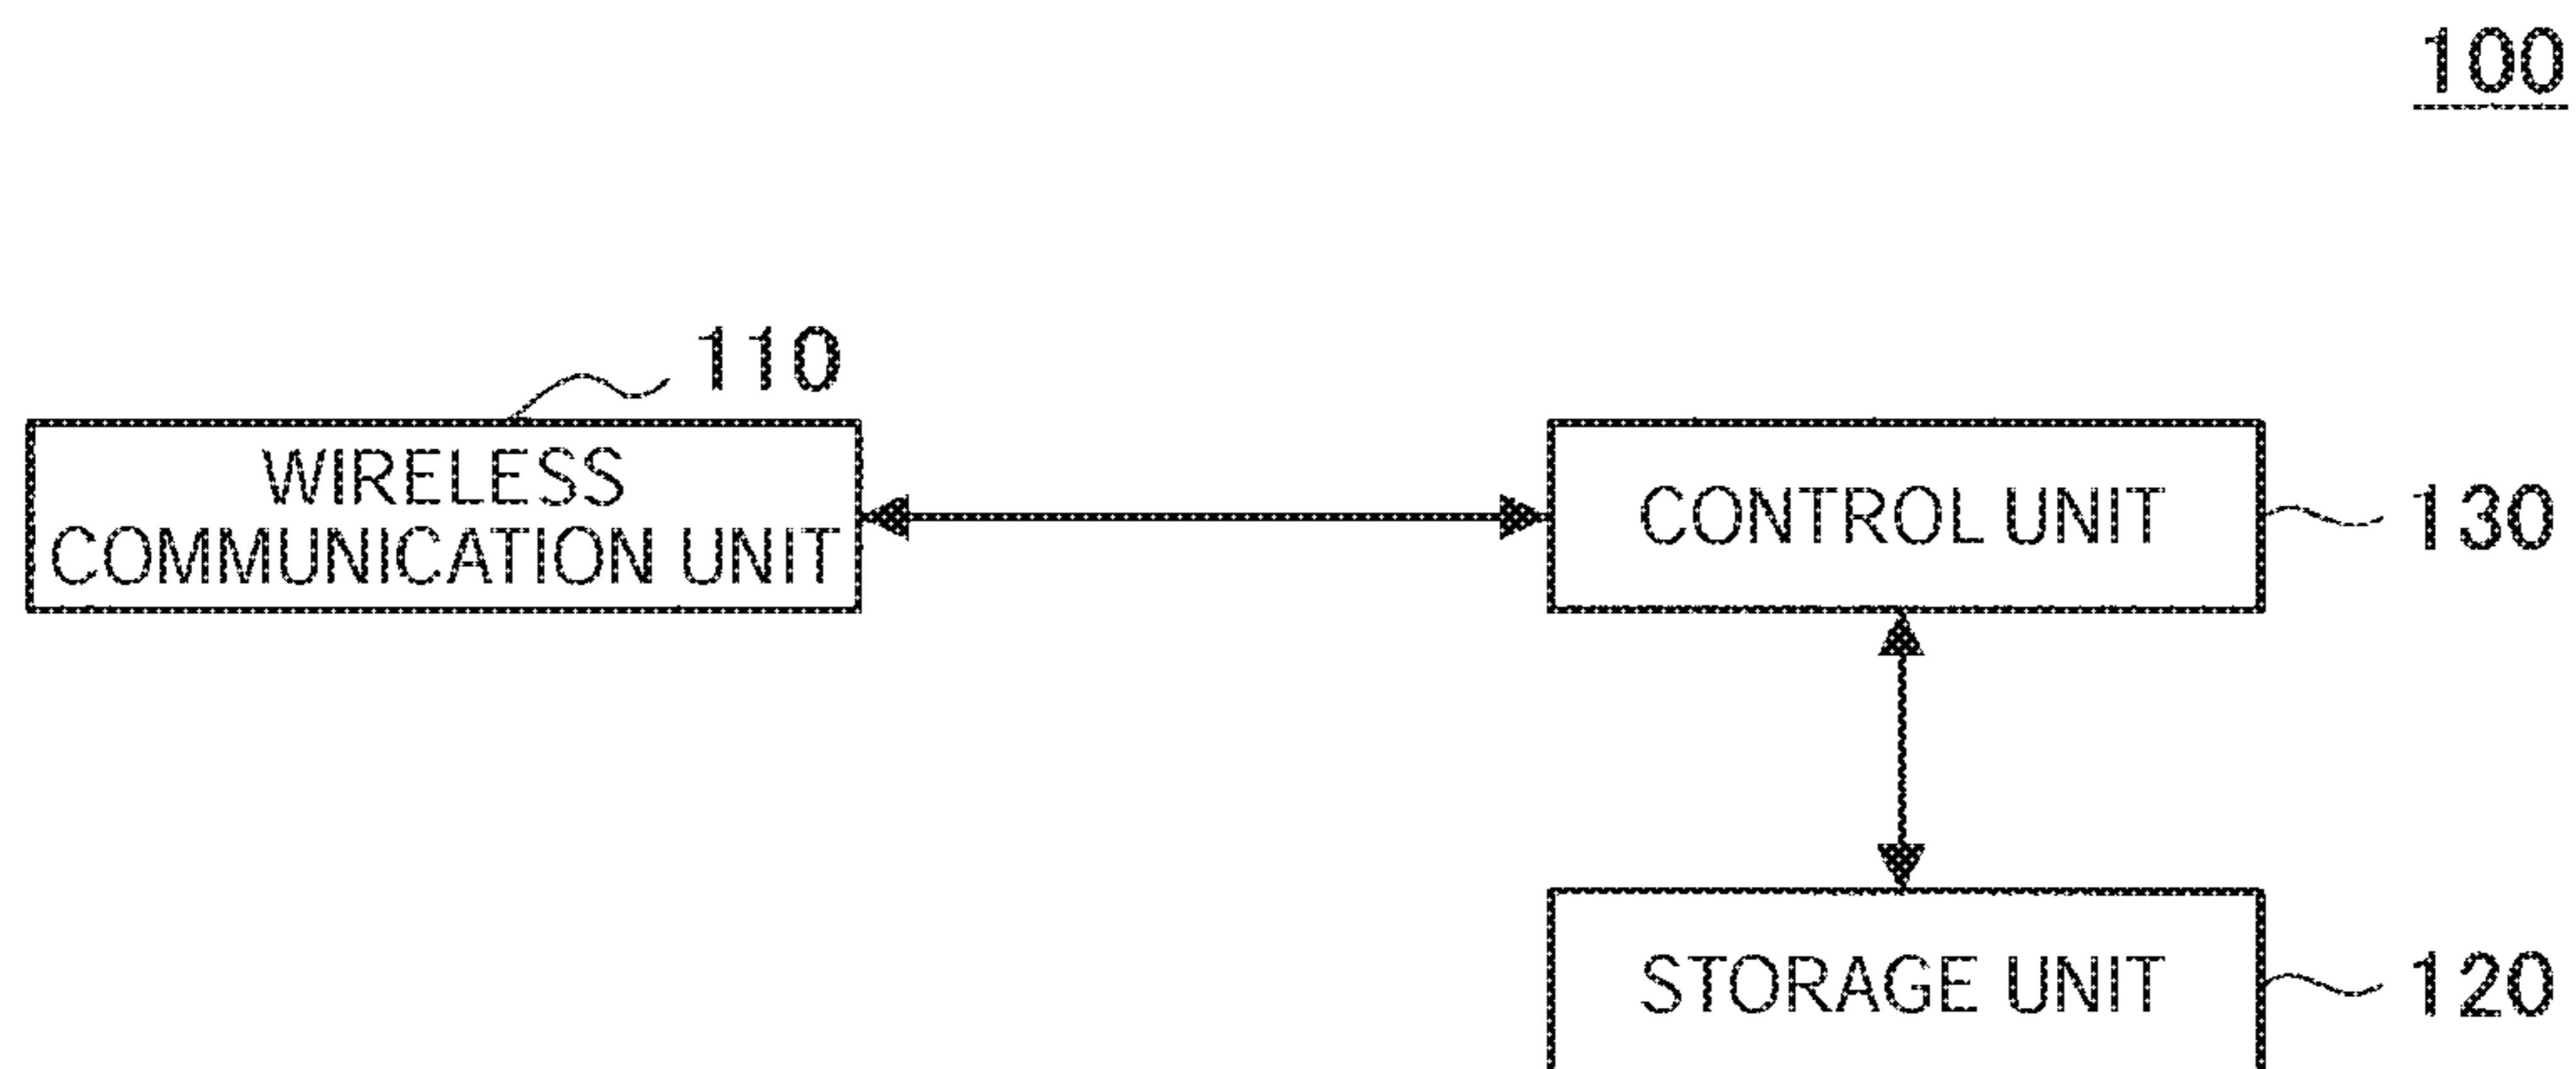 100
110
WIRELESS
COMMUNICATION UNIT
CONTROL UNIT
130
STORAGE UNIT
120